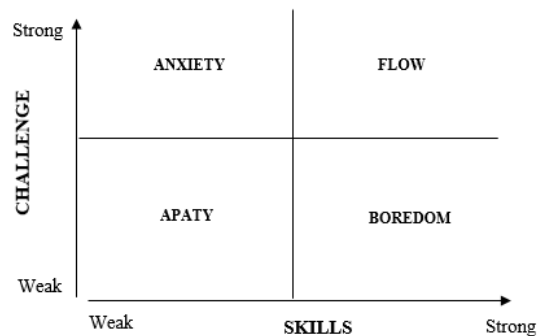 Strong
ANXIETY
FLOW
CHALLENGE
APATY
BOREDOM
Weak
Weak
SKILLS
Strong